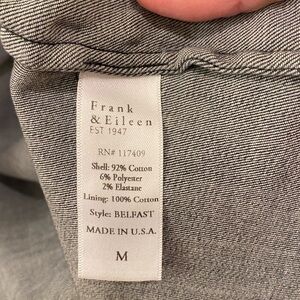 Frank
& Eileen
EST 1947
RN# 117409
Shell: 92% Cotton
6% Polyester
2% Elastane
Lining: 100% Cotton
Style: BELFAST
MADE IN U.S.A.
M